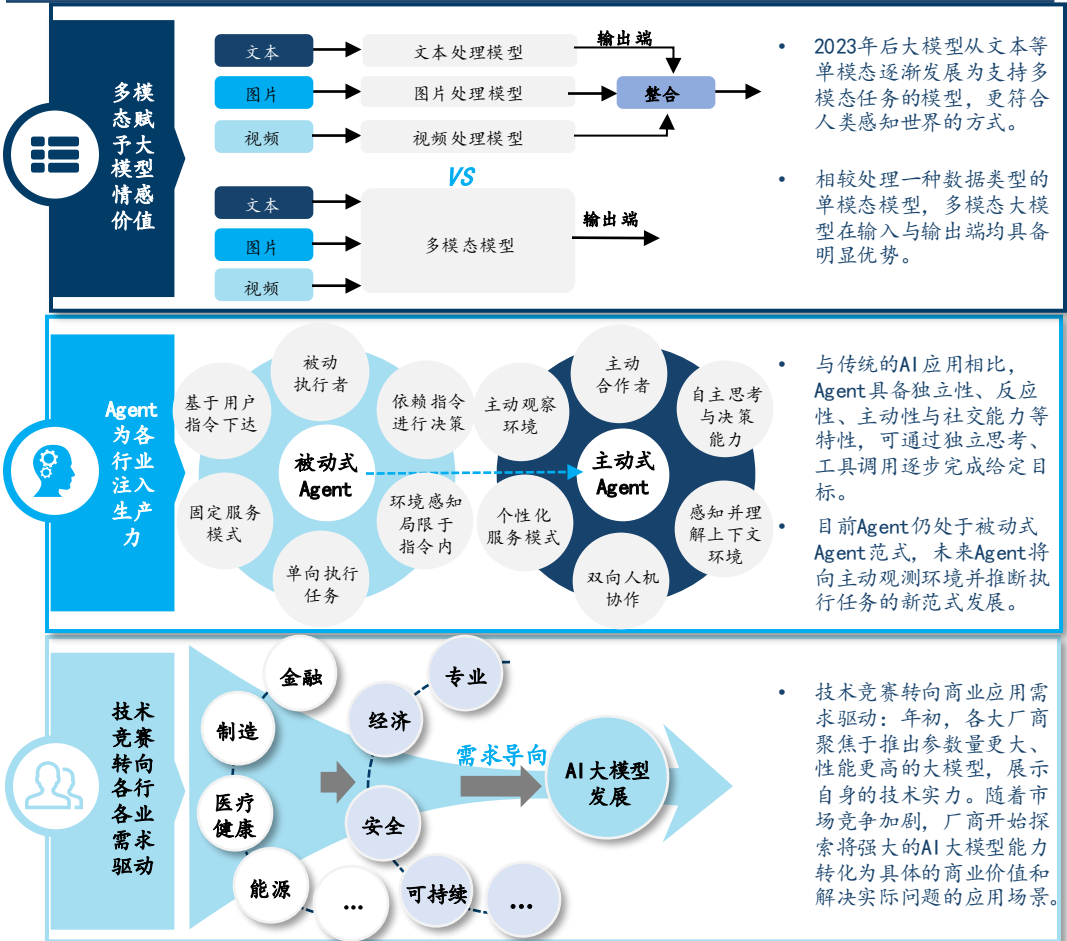 多模
态赋
予大
模型
情感
价值
文本
文本处理模型
输出端
图片
图片处理模型
整合
视频
视频处理模型
VS
文本
图片
多模态模型
输出端
视频
• 2023年后大模型从文本等
单模态逐渐发展为支持多
模态任务的模型，更符合
人类感知世界的方式。
• 相较处理一种数据类型的
单模态模型，多模态大模
型在输入与输出端均具备
明显优势。
Agent
为各
行业
注入
生产
力
被动
执行者
基于用户
指令下达
依赖指令
进行决策
被动式
Agent
固定服务
模式
环境感知
局限于
指令内
单向执行
任务
主动
合作者
主动观察
环境
自主思考
与决策
能力
主动式
Agent
个性化
服务模式
感知并理
解上下文
环境
双向人机
协作
• 与传统的AI应用相比，
Agent具备独立性、反应
性、主动性与社交能力等
特性，可通过独立思考、
工具调用逐步完成给定目
标。
• 目前Agent仍处于被动式
Agent范式，未来Agent将
向主动观测环境并推断执
行任务的新范式发展。
技术
竞赛
转向
各行
各业
需求
驱动
金融
制造
医疗
健康
能源
…
专业
经济
安全
可持续
…
需求导向
AI大模型
发展
• 技术竞赛转向商业应用需
求驱动：年初，各大厂商
聚焦于推出参数量更大、
性能更高的大模型，展示
自身的技术实力。随着市
场竞争加剧，厂商开始探
索将强大的AI大模型能力
转化为具体的商业价值和
解决实际问题的应用场景。